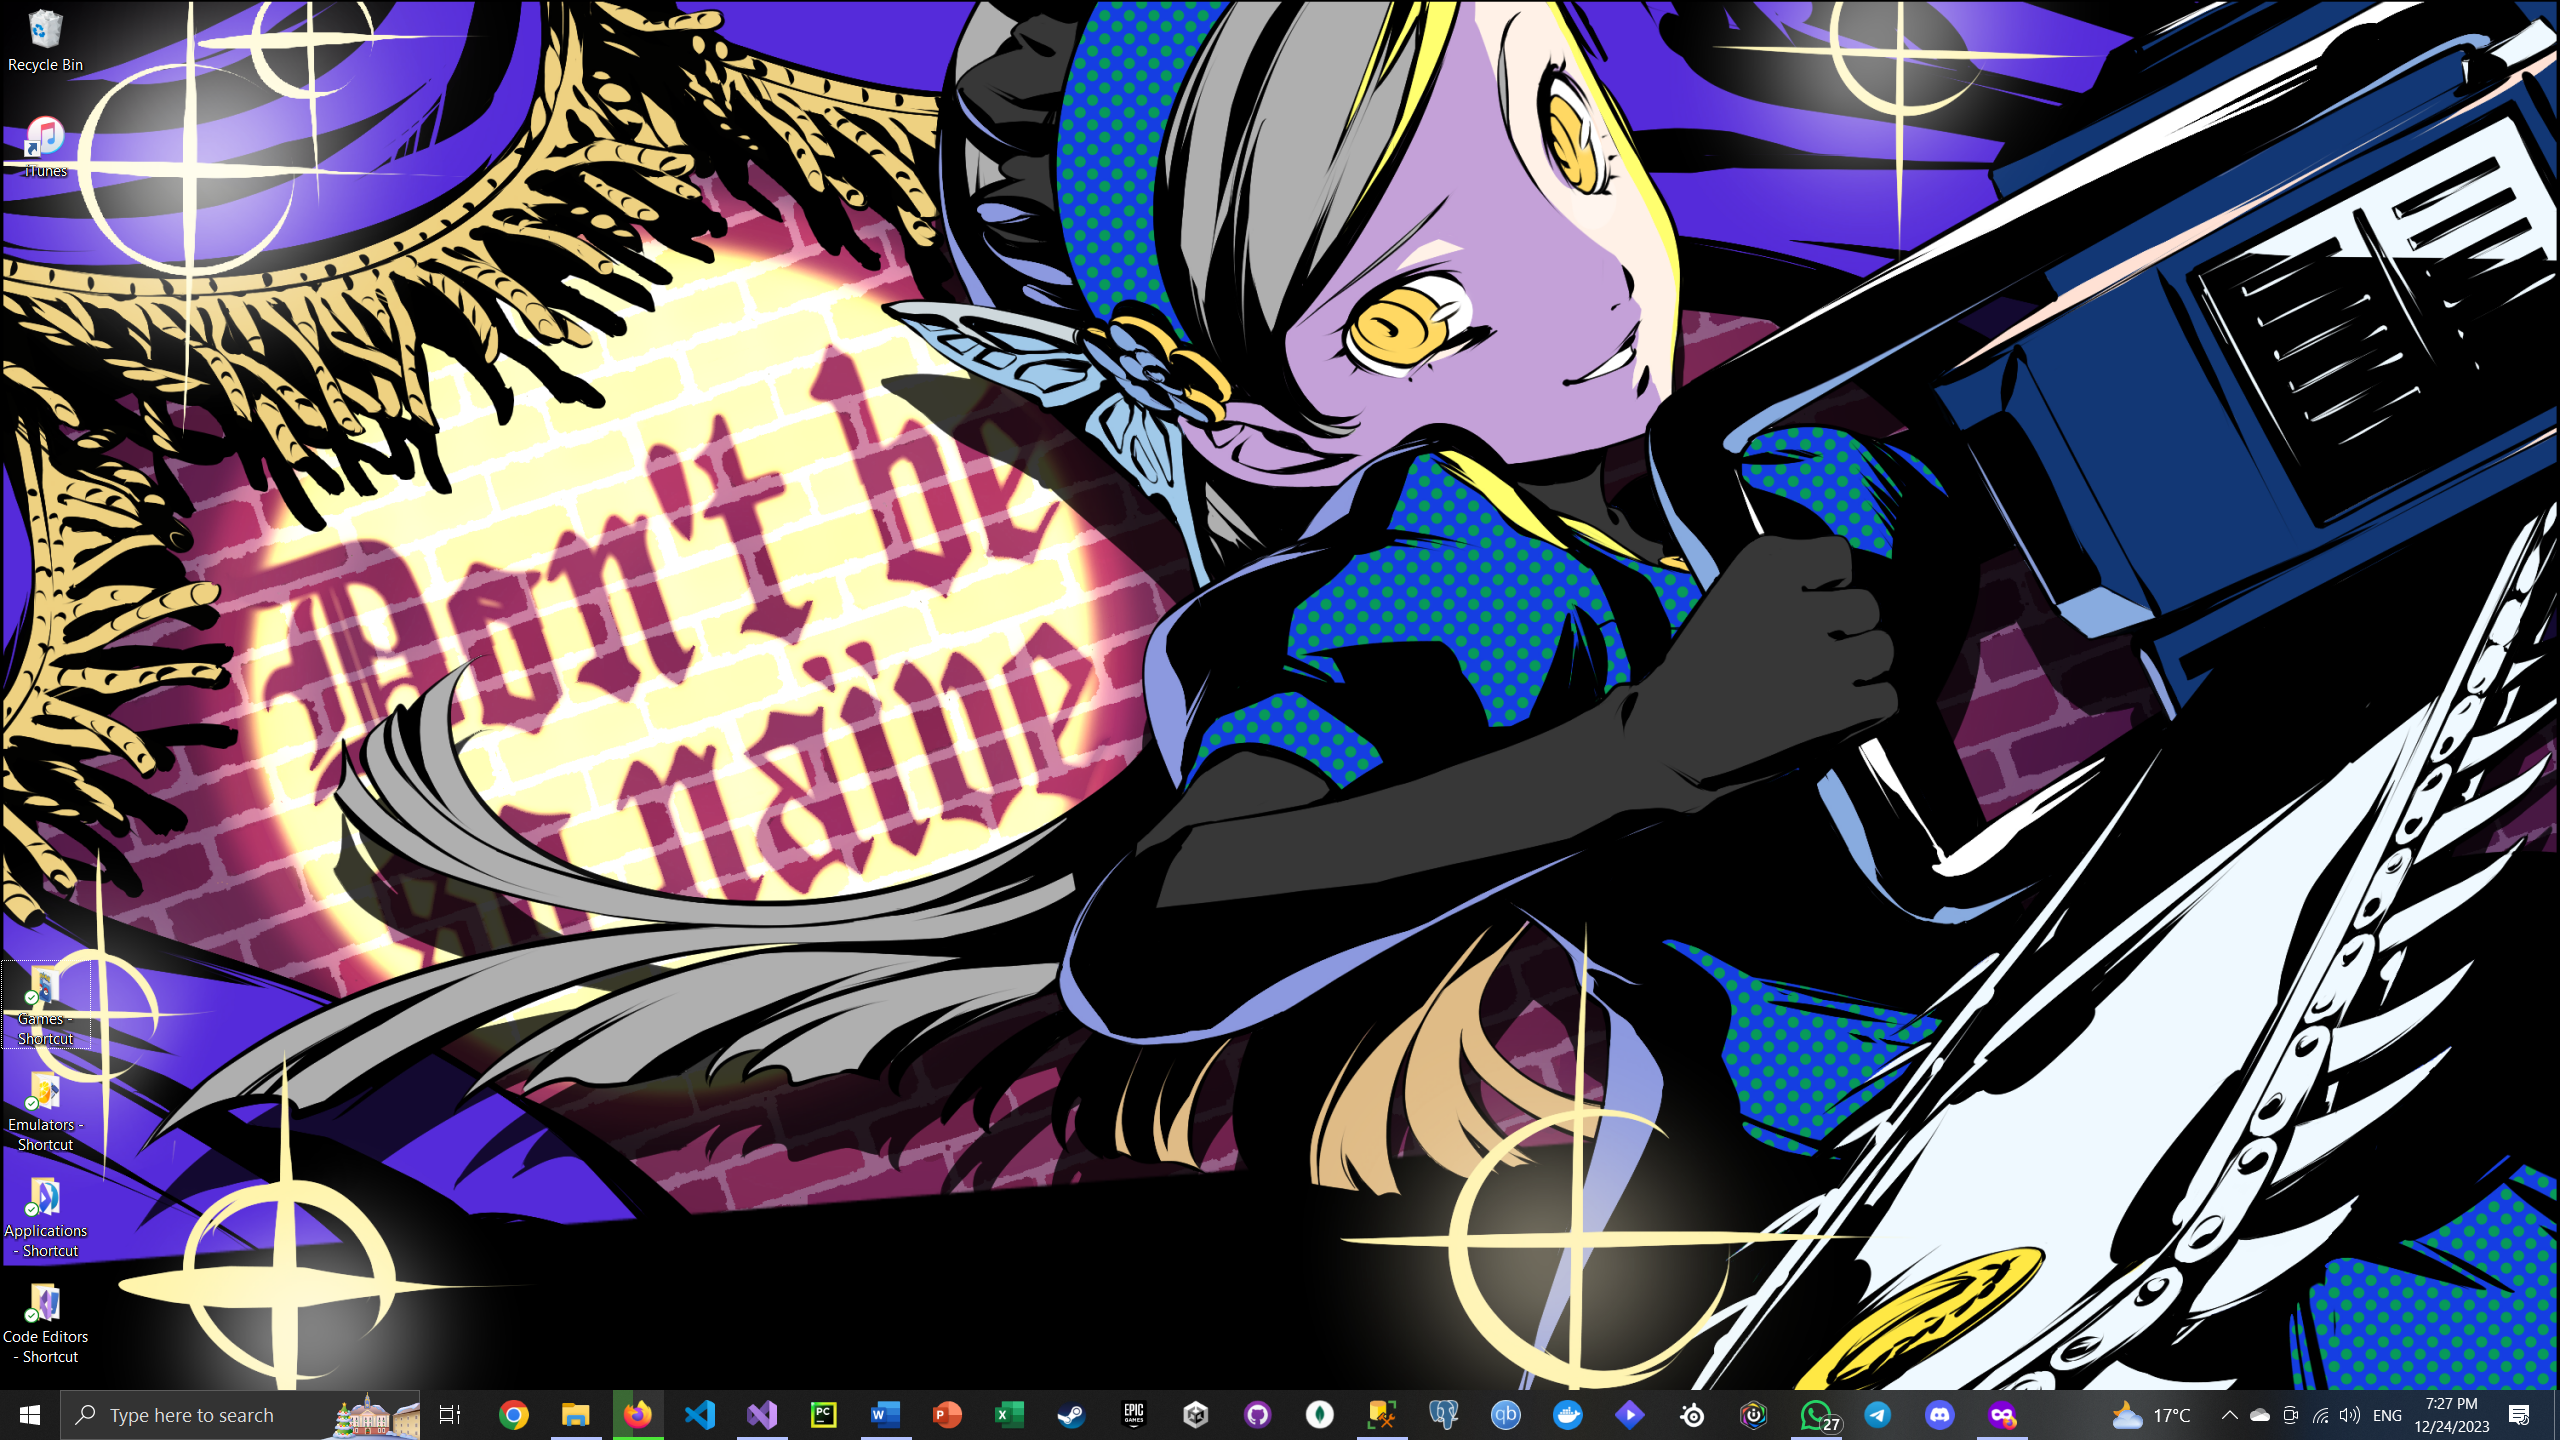 Recycle Bin
iTunes
Don't be
so naïve
Games -
Shortcut
Emulators -
Shortcut
Applications
- Shortcut
Code Editors
- Shortcut
Type here to search
PC
W
P
X
EPIC
GAMES
qb
27
17°C
ENG
7:27 PM
12/24/2023